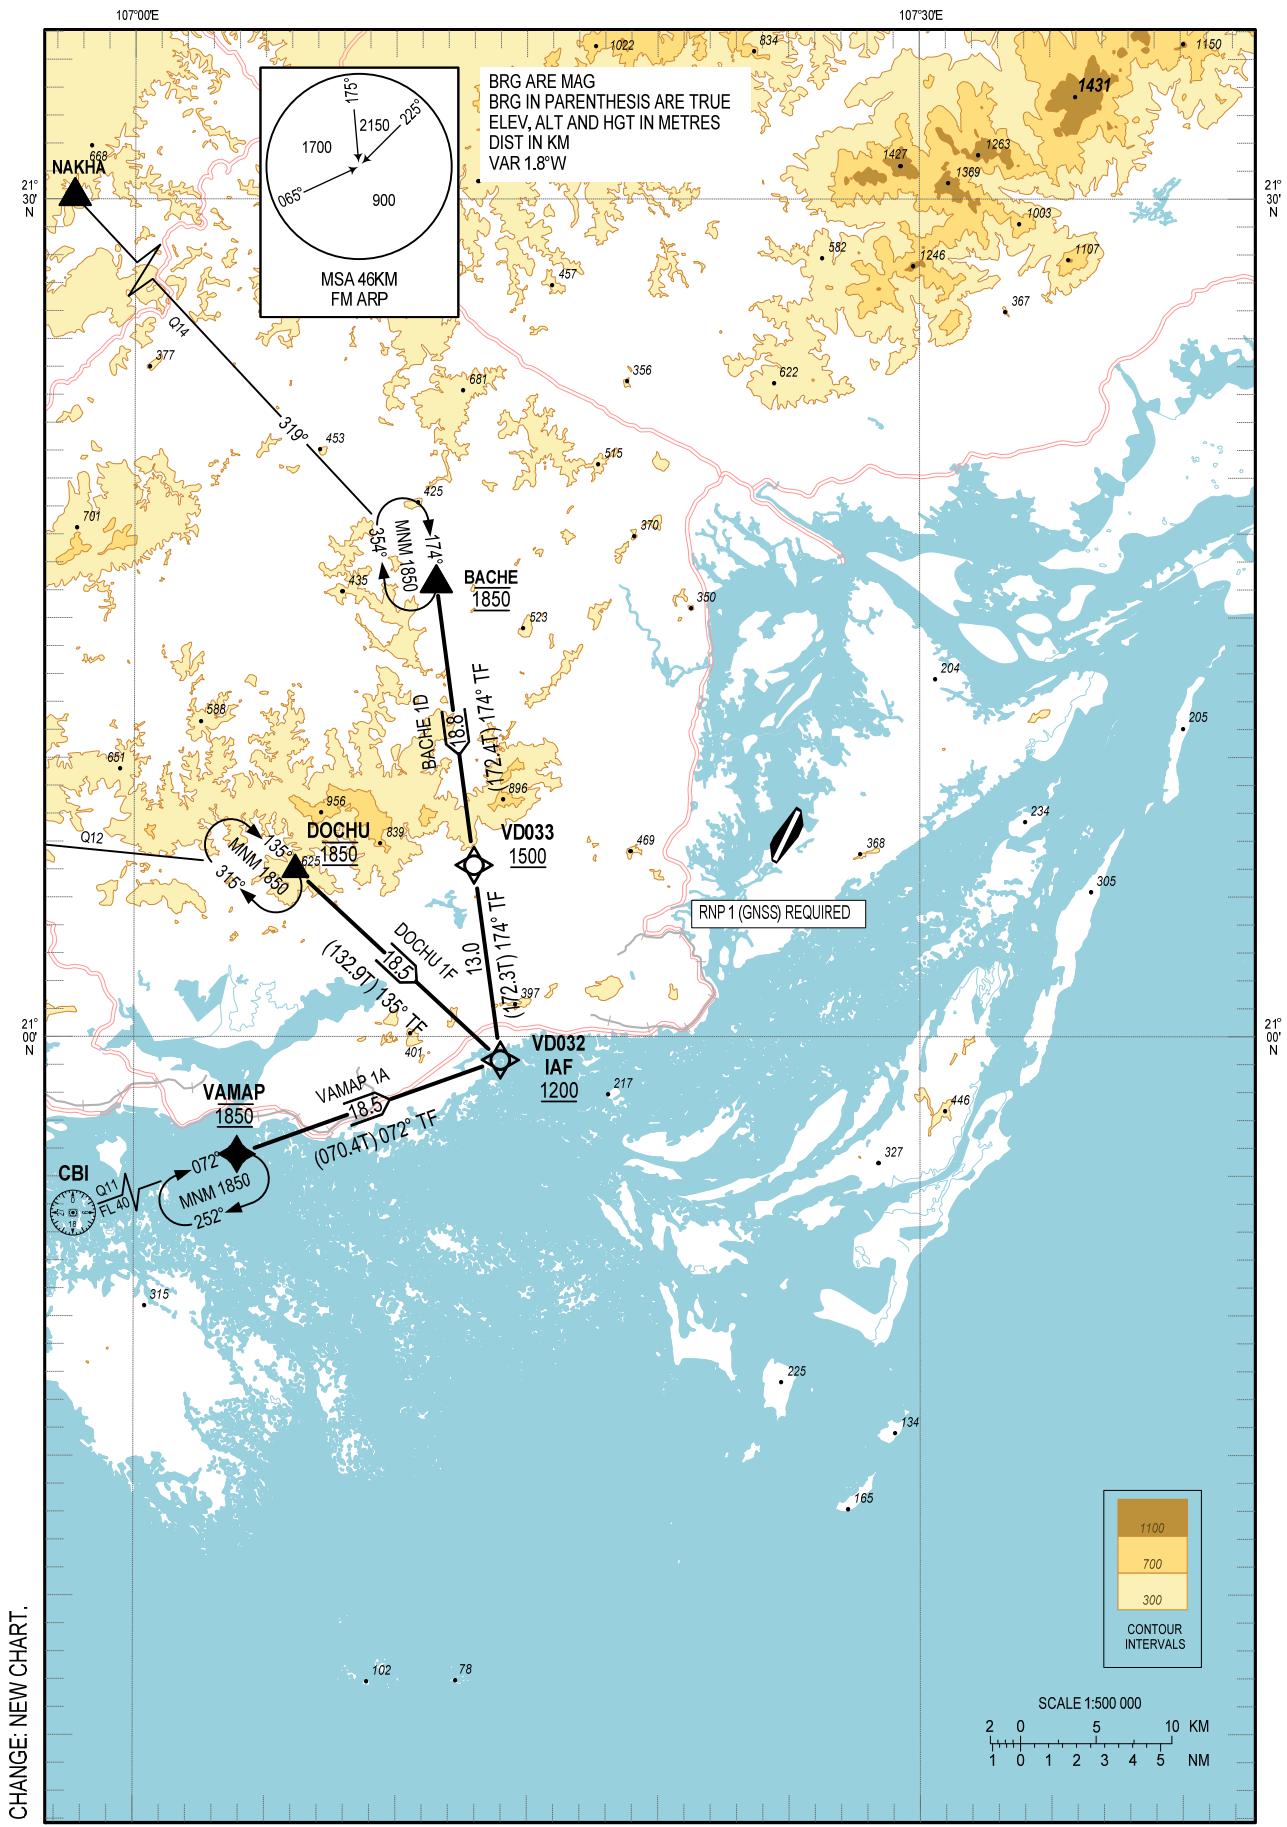 107°00'E
107°30'E
1022
834
1150
BRG ARE MAG
BRG IN PARENTHESIS ARE TRUE
ELEV, ALT AND HGT IN METRES
DIST IN KM
VAR 1.8°W
175°
225°
2150
1700
065°
900
MSA 46KM
FM ARP
1431
668
NAKHA
1427
1263
1369
21°
30'
N
21°
30'
N
1003
582
1246
1107
457
367
Q14
377
356
622
681
319°
453
515
425
701
370
354°
MNM 1850
174°
BACHE
1850
435
350
523
204
BACHE 1D
18.8
(172.4T) 174° TF
588
205
651
896
956
234
Q12
DOCHU
1850
839
VD033
1500
469
368
135°
MNM 1850
315°
625
305
RNP 1 (GNSS) REQUIRED
DOCHU 1F
18.5
(132.9T) 135° TF
13.0
(172.3T) 174° TF
397
21°
00'
N
21°
00'
N
401
VD032
IAF
1200
VAMAP
1850
VAMAP 1A
18.5
(070.4T) 072° TF
217
446
327
CBI
0
18
Q11
FL 40
072°
MNM 1850
252°
315
225
134
165
1100
700
300
CONTOUR
INTERVALS
102
78
SCALE 1:500 000
2 0 5 10 KM
1 0 1 2 3 4 5 NM
CHANGE: NEW CHART.